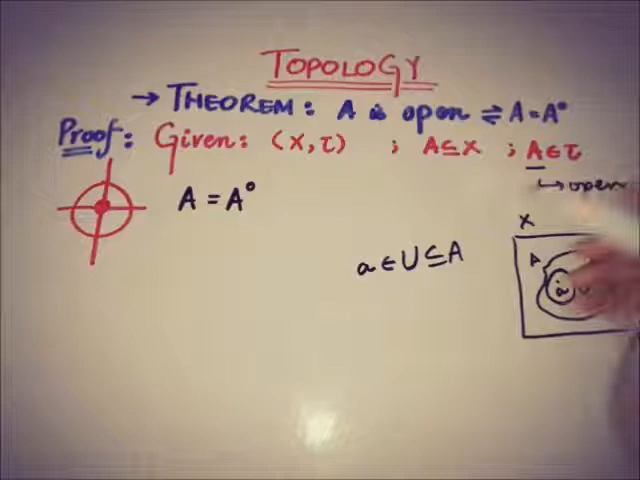 TOPOLOGY
→ THEOREM: A is open ⇌ A = A°
Proof: Given: (X, τ) ; A ⊆ X ; A ∈ τ
↳ open
A = A°
X
a ∈ U ⊆ A
A
a